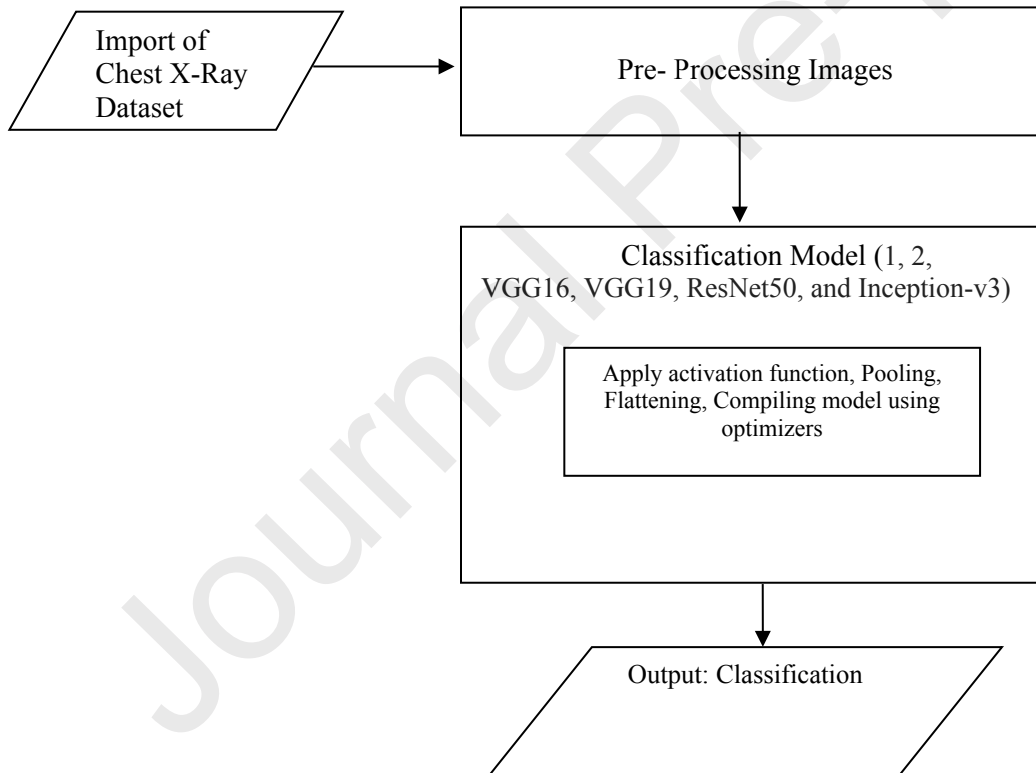 Import of
Chest X-Ray
Dataset
Pre- Processing Images
Classification Model (1, 2,
VGG16, VGG19, ResNet50, and Inception-v3)
Apply activation function, Pooling,
Flattening, Compiling model using
optimizers
Output: Classification
Journal Pre-